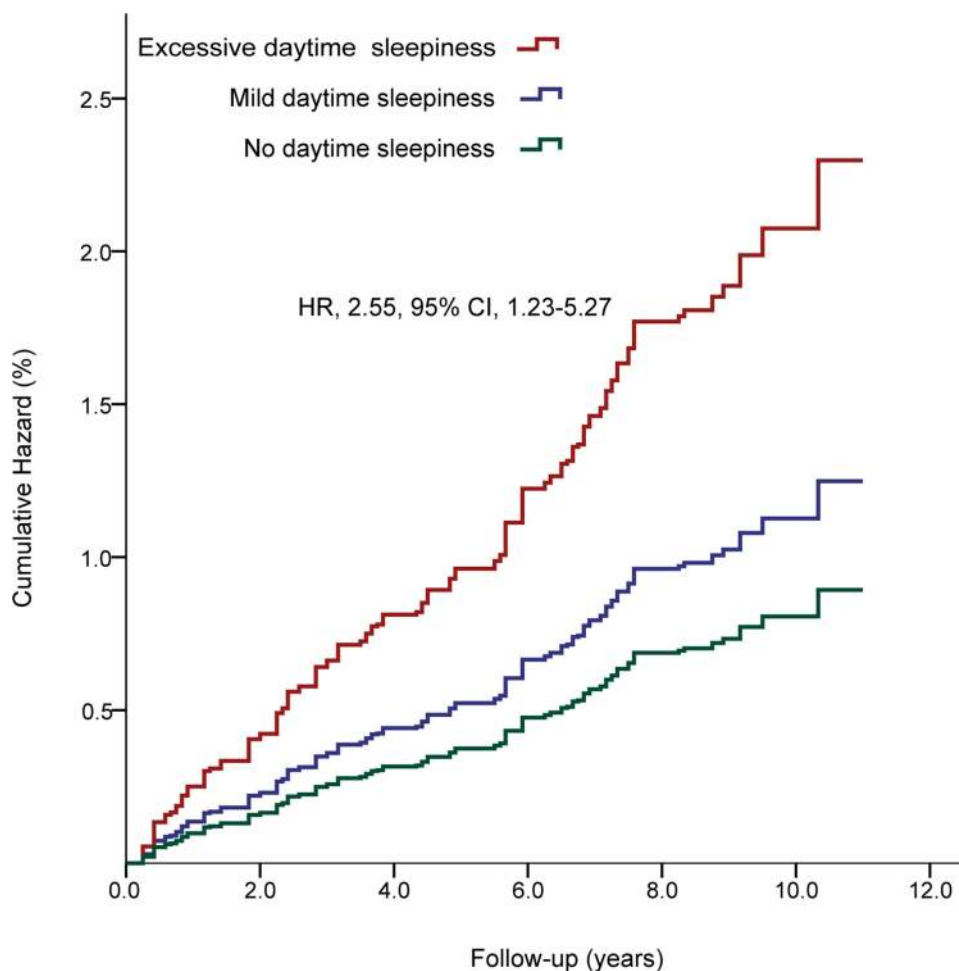 Excessive daytime sleepiness
Mild daytime sleepiness
No daytime sleepiness
2.5
2.0
1.5
1.0
0.5
HR, 2.55, 95% CI, 1.23-5.27
Cumulative Hazard (%)
0.0 2.0 4.0 6.0 8.0 10.0 12.0
Follow-up (years)